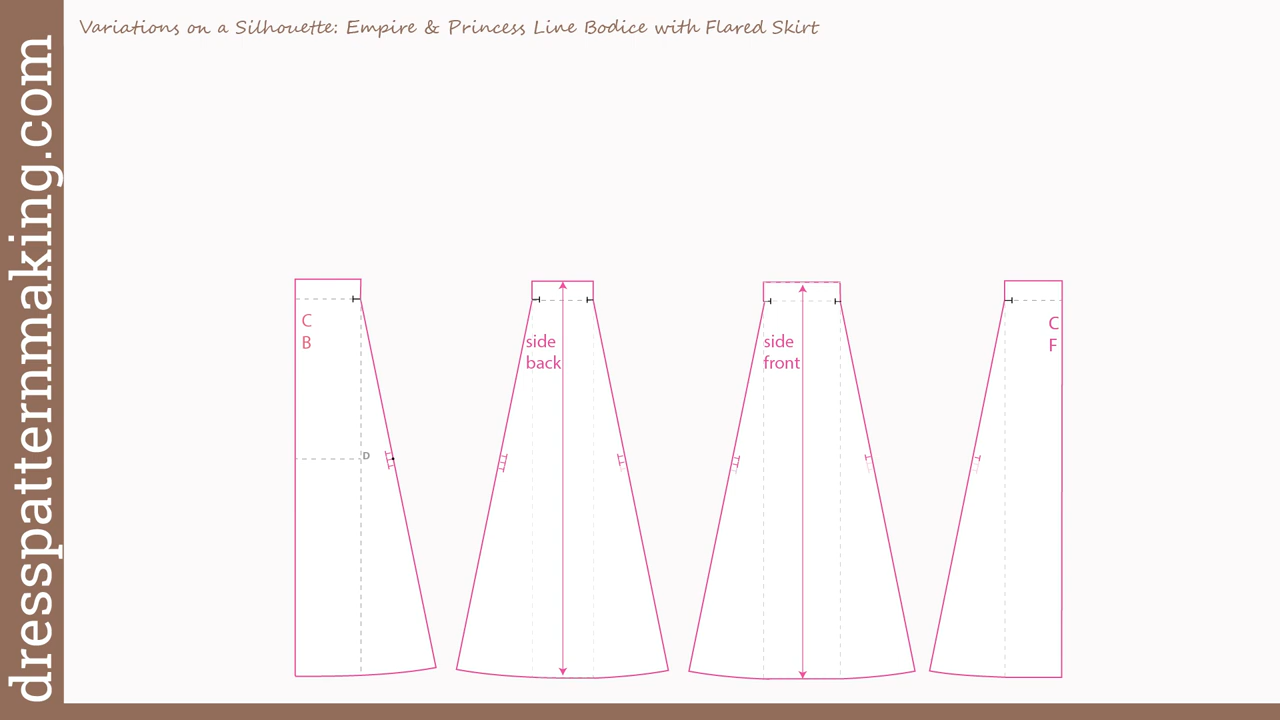 Variations on a Silhouette: Empire & Princess Line Bodice with Flared Skirt
dresspatternmaking.com
C
B
side
back
side
front
C
F
D